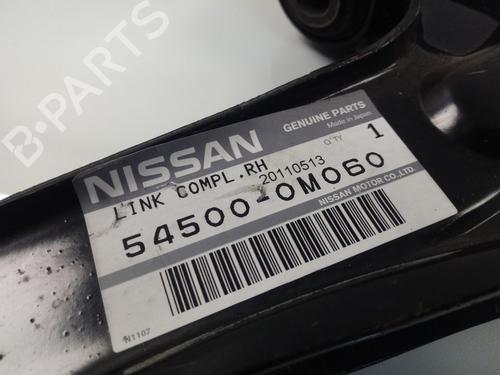 B-PARTS
NISSAN
GENUINE PARTS
Made in Japan
LINK COMPL.RH
20110513
Q'TY 1
54500-0M060
NISSAN MOTOR CO.,LTD.
N1107